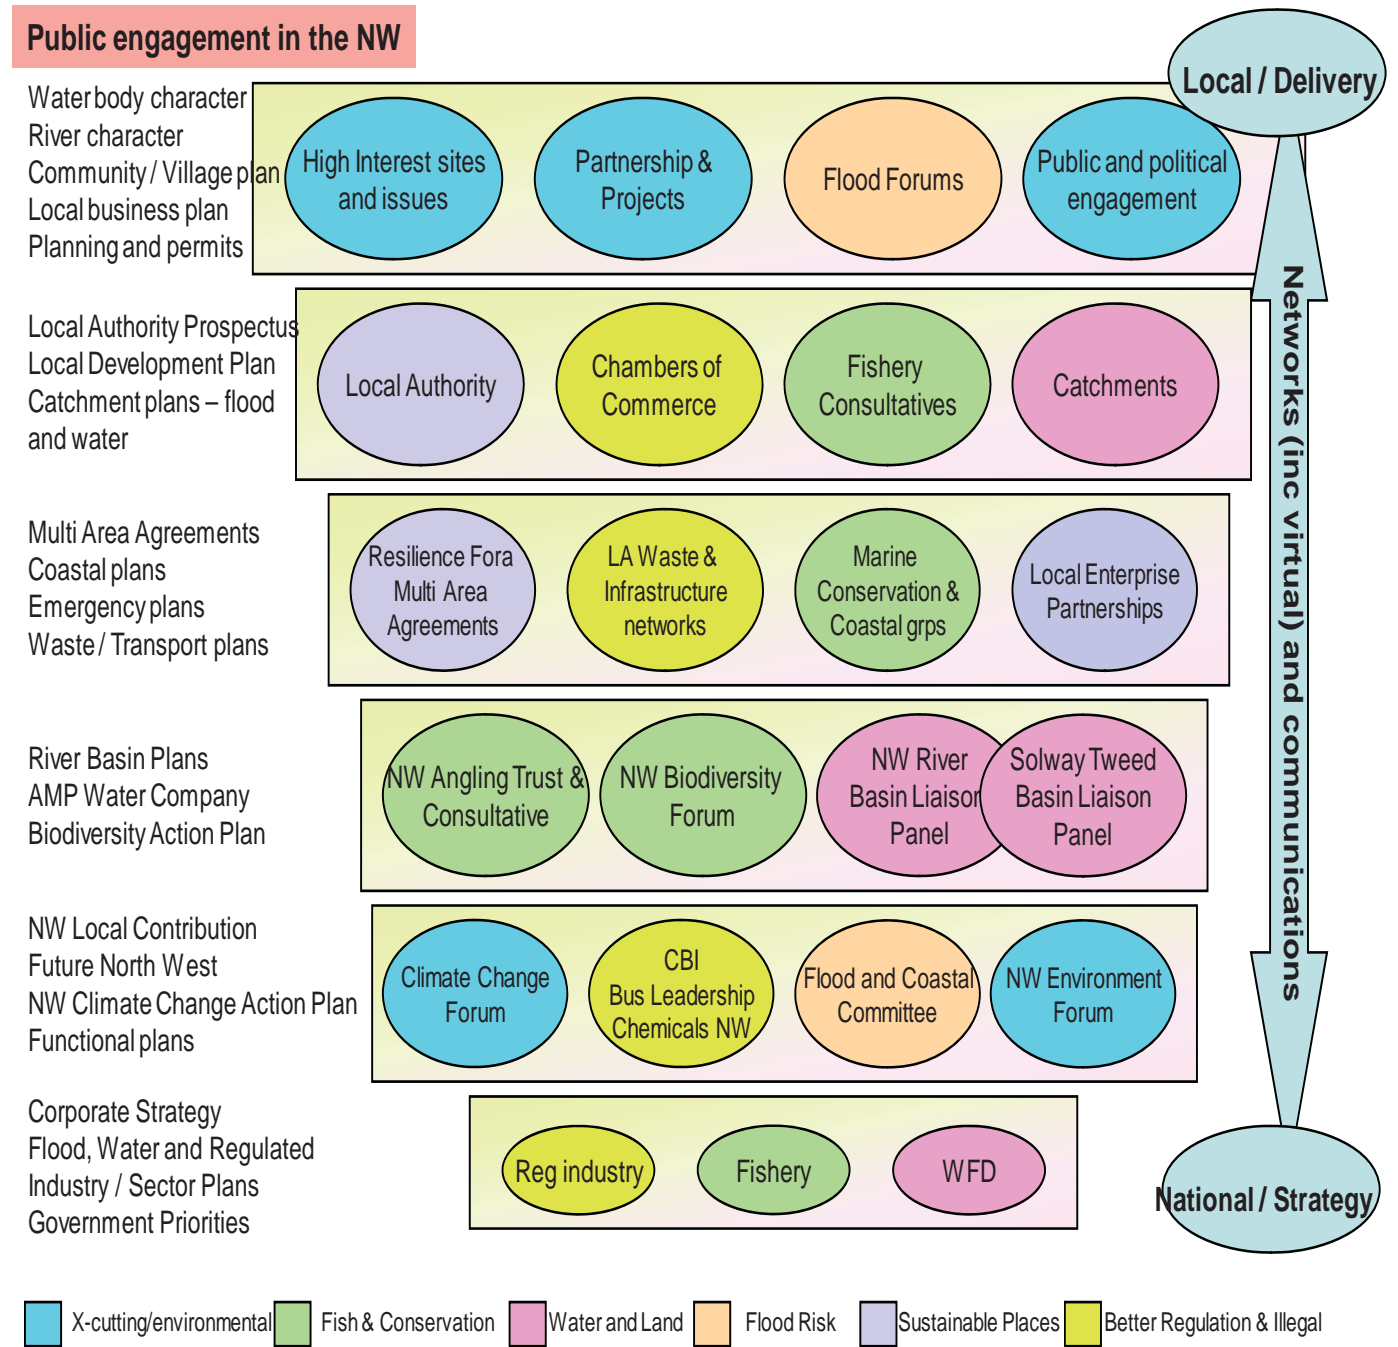 Public engagement in the NW
Local / Delivery
Waterbody character
River character
Community / Village plan
Local business plan
Planning and permits
High Interest sites
and issues
Partnership &
Projects
Flood Forums
Public and political
engagement
Local Authority Prospectus
Local Development Plan
Catchment plans – flood
and water
Local Authority
Chambers of
Commerce
Fishery
Consultatives
Catchments
Multi Area Agreements
Coastal plans
Emergency plans
Waste / Transport plans
Resilience Fora
Multi Area
Agreements
LA Waste &
Infrastructure
networks
Marine
Conservation &
Coastal grps
Local Enterprise
Partnerships
River Basin Plans
AMP Water Company
Biodiversity Action Plan
NW Angling Trust &
Consultative
NW Biodiversity
Forum
NW River
Basin Liaison
Panel
Solway Tweed
Basin Liaison
Panel
NW Local Contribution
Future North West
NW Climate Change Action Plan
Functional plans
Climate Change
Forum
CBI
Bus Leadership
Chemicals NW
Flood and Coastal
Committee
NW Environment
Forum
Corporate Strategy
Flood, Water and Regulated
Industry / Sector Plans
Government Priorities
Reg industry
Fishery
WFD
Networks (inc virtual) and communications
National / Strategy
X-cutting/environmental
Fish & Conservation
Water and Land
Flood Risk
Sustainable Places
Better Regulation & Illegal